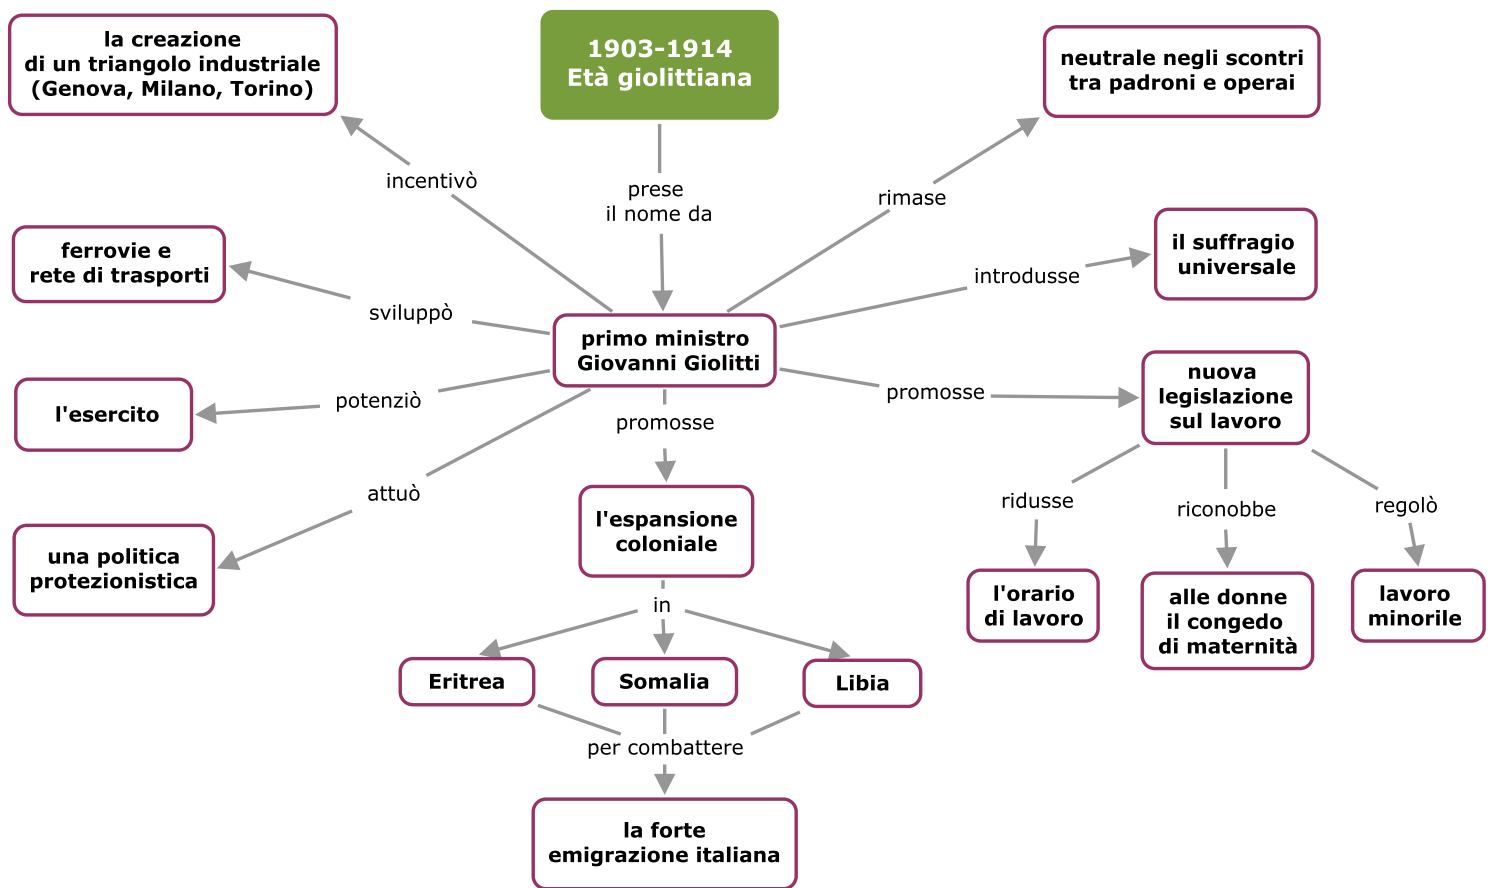 1903-1914
Età giolittiana
prese
il nome da
primo ministro
Giovanni Giolitti
incentivò
la creazione
di un triangolo industriale
(Genova, Milano, Torino)
sviluppò
ferrovie e
rete di trasporti
potenziò
l'esercito
attuò
una politica
protezionistica
promosse
l'espansione
coloniale
in
Eritrea
Somalia
Libia
per combattere
la forte
emigrazione italiana
rimase
neutrale negli scontri
tra padroni e operai
introdusse
il suffragio
universale
promosse
nuova
legislazione
sul lavoro
ridusse
l'orario
di lavoro
riconobbe
alle donne
il congedo
di maternità
regolò
lavoro
minorile